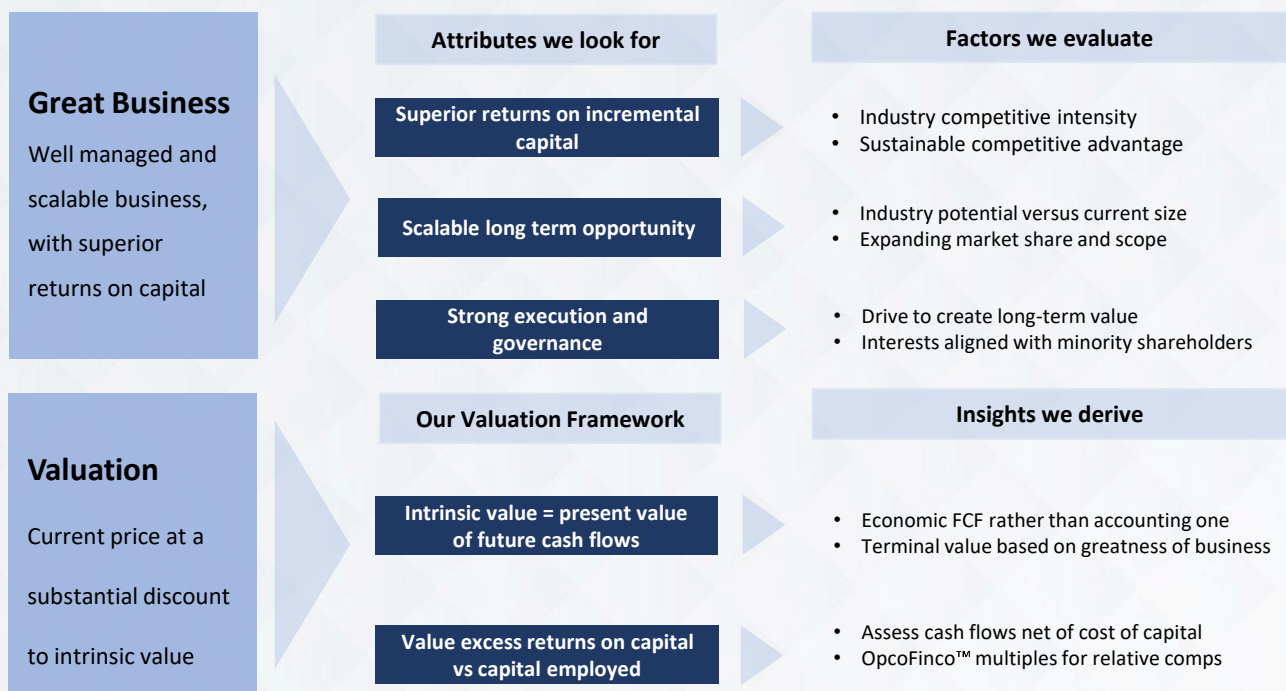 Great Business
Well managed and
scalable business,
with superior
returns on capital
Attributes we look for
Factors we evaluate
Superior returns on incremental
capital
• Industry competitive intensity
• Sustainable competitive advantage
Scalable long term opportunity
• Industry potential versus current size
• Expanding market share and scope
Strong execution and
governance
• Drive to create long-term value
• Interests aligned with minority shareholders
Valuation
Current price at a
substantial discount
to intrinsic value
Our Valuation Framework
Insights we derive
Intrinsic value = present value
of future cash flows
• Economic FCF rather than accounting one
• Terminal value based on greatness of business
Value excess returns on capital
vs capital employed
• Assess cash flows net of cost of capital
• OpcoFinco™ multiples for relative comps